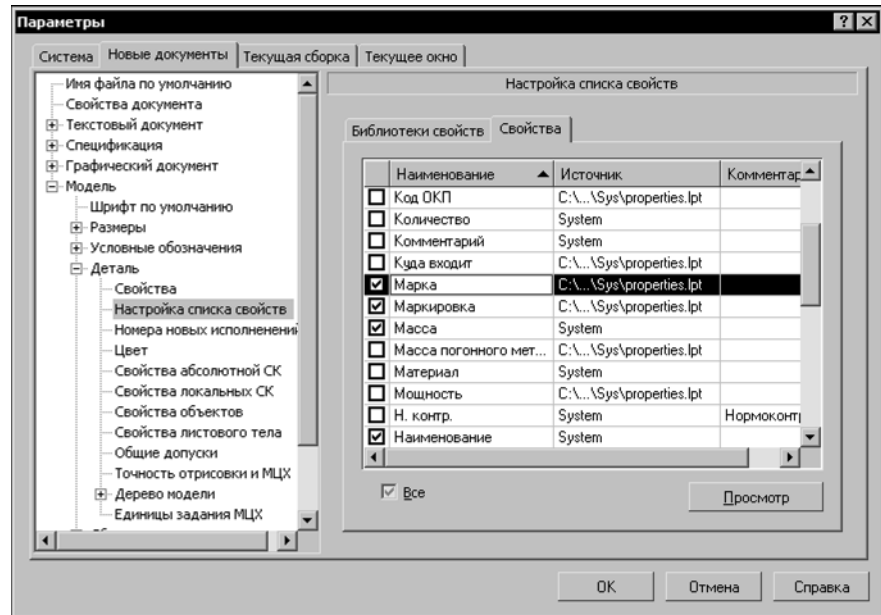 Параметры
Система Новые документы Текущая сборка Текущее окно
Имя файла по умолчанию
Свойства документа
Текстовый документ
Спецификация
Графический документ
Модель
Шрифт по умолчанию
Размеры
Условные обозначения
Деталь
Свойства
Настройка списка свойств
Номера новых исполненений
Цвет
Свойства абсолютной СК
Свойства локальных СК
Свойства объектов
Свойства листового тела
Общие допуски
Точность отрисовки и МЦХ
Дерево модели
Единицы задания МЦХ
Настройка списка свойств
Библиотеки свойств Свойства
Наименование Источник Комментар
Код ОКП C:\...\Sys\properties.lpt
Количество System
Комментарий System
Куда входит C:\...\Sys\properties.lpt
Марка C:\...\Sys\properties.lpt
Маркировка C:\...\Sys\properties.lpt
Масса System
Масса погонного мет... C:\...\Sys\properties.lpt
Материал System
Мощность C:\...\Sys\properties.lpt
Н. контр. System Нормоконт
Наименование System
Все
Просмотр
OK Отмена Справка